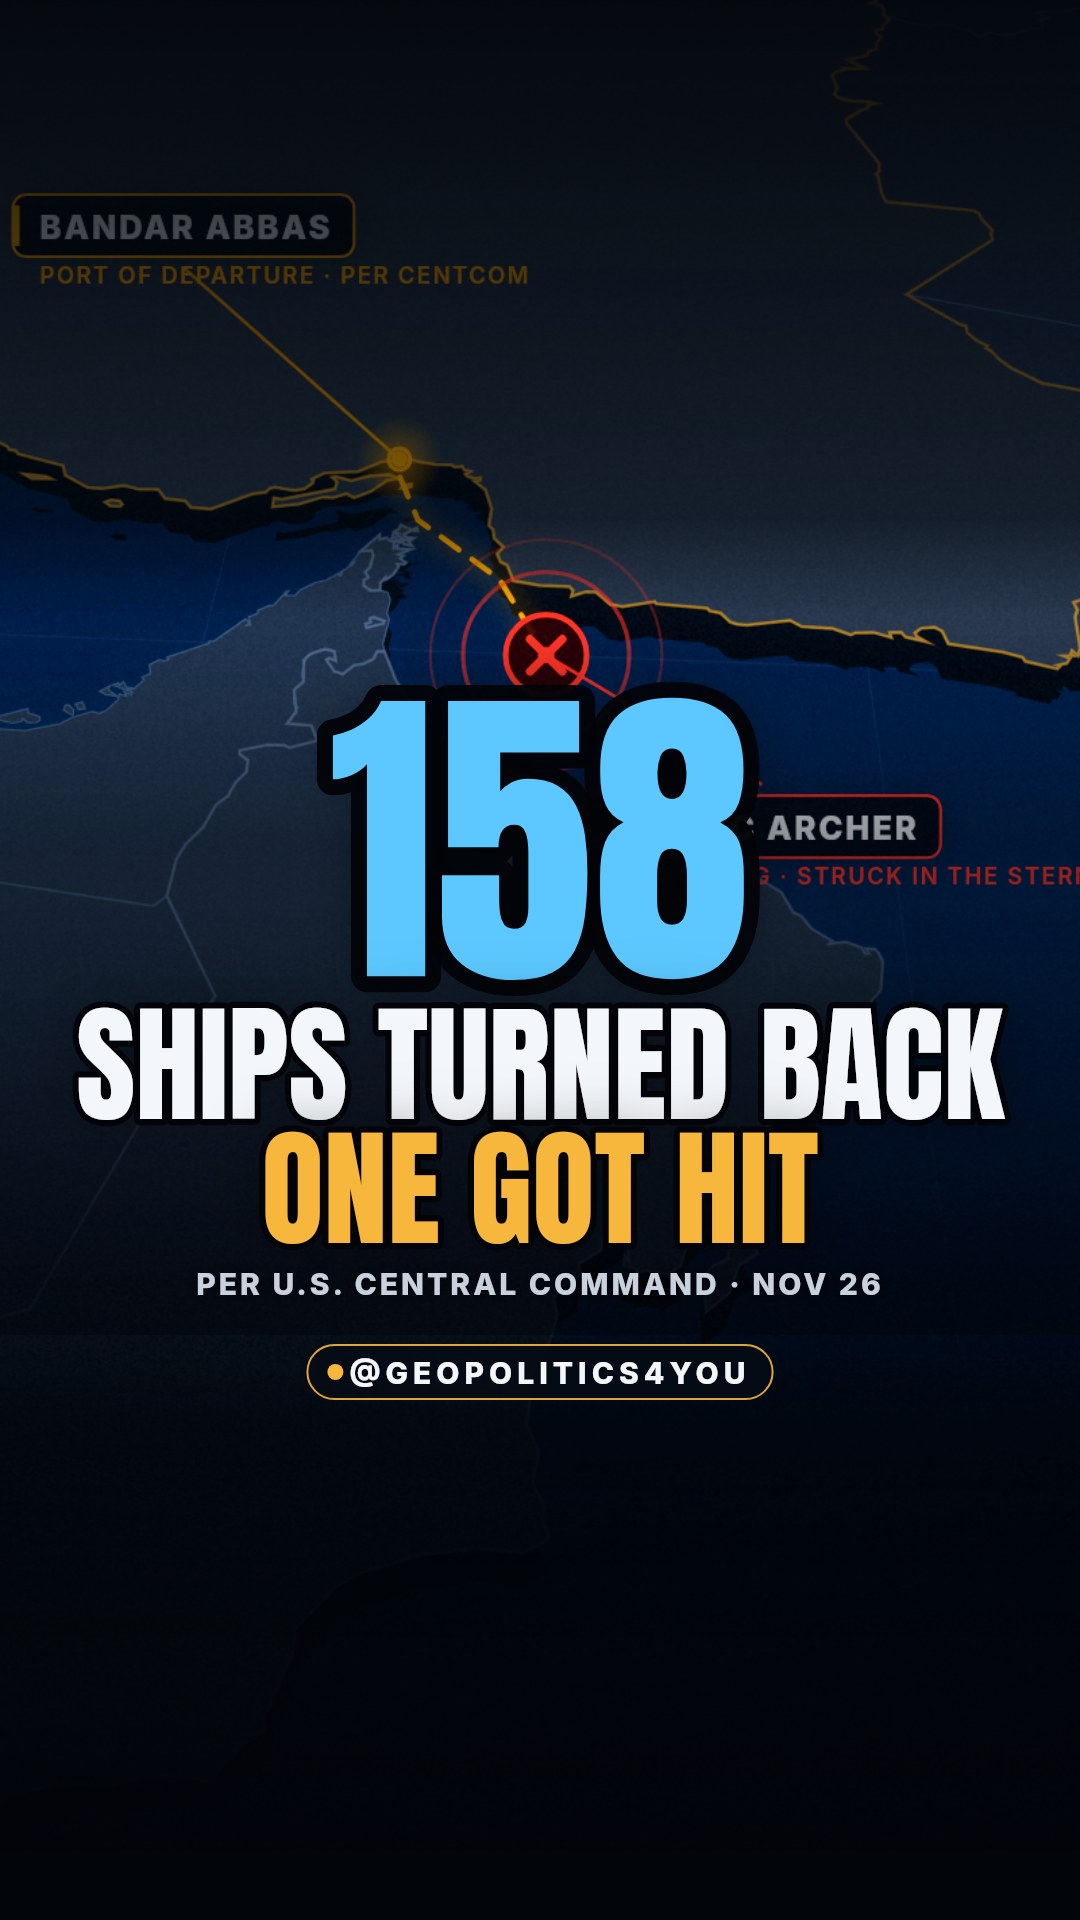 BANDAR ABBAS
PORT OF DEPARTURE · PER CENTCOM
158
ARCHER
· STRUCK IN THE STERN
SHIPS TURNED BACK
ONE GOT HIT
PER U.S. CENTRAL COMMAND · NOV 26
@GEOPOLITICS4YOU